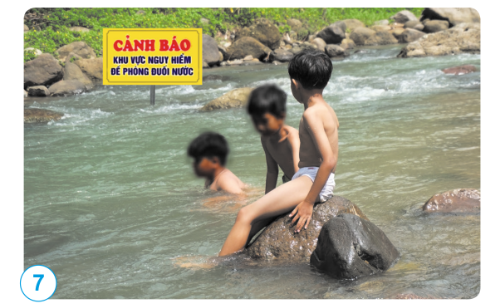 CẢNH BÁO
KHU VỰC NGUY HIỂM
ĐỀ PHÒNG ĐUỐI NƯỚC
7